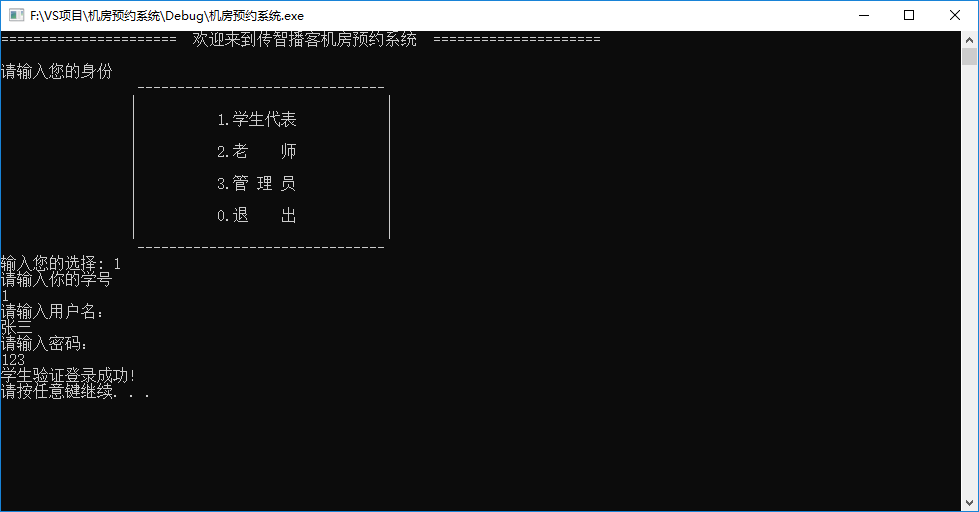 F:\VS项目\机房预约系统\Debug\机房预约系统.exe
====================== 欢迎来到传智播客机房预约系统 =====================
请输入您的身份
-------------------------------
1.学生代表
2.老 师
3.管 理 员
0.退 出
-------------------------------
输入您的选择: 1
请输入你的学号
1
请输入用户名：
张三
请输入密码：
123
学生验证登录成功!
请按任意键继续. . .